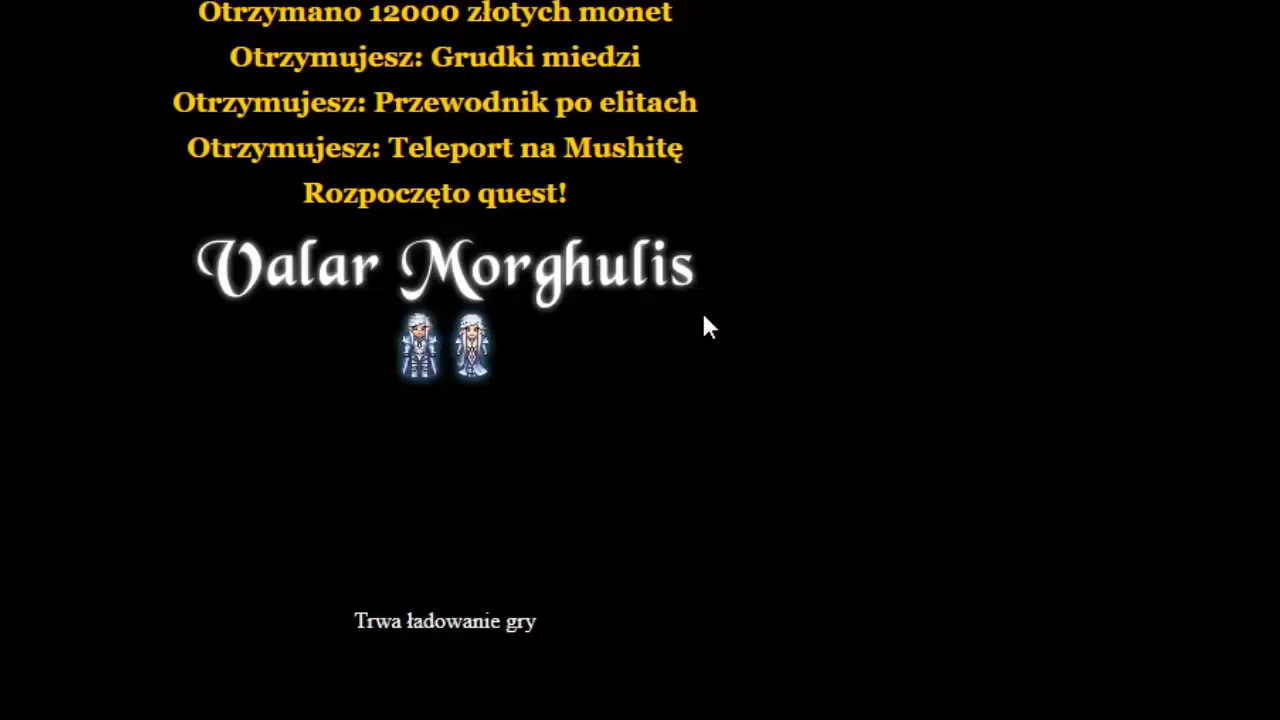 Otrzymano 12000 złotych monet
Otrzymujesz: Grudki miedzi
Otrzymujesz: Przewodnik po elitach
Otrzymujesz: Teleport na Mushitę
Rozpoczęto quest!
Valar Morghulis
Trwa ładowanie gry